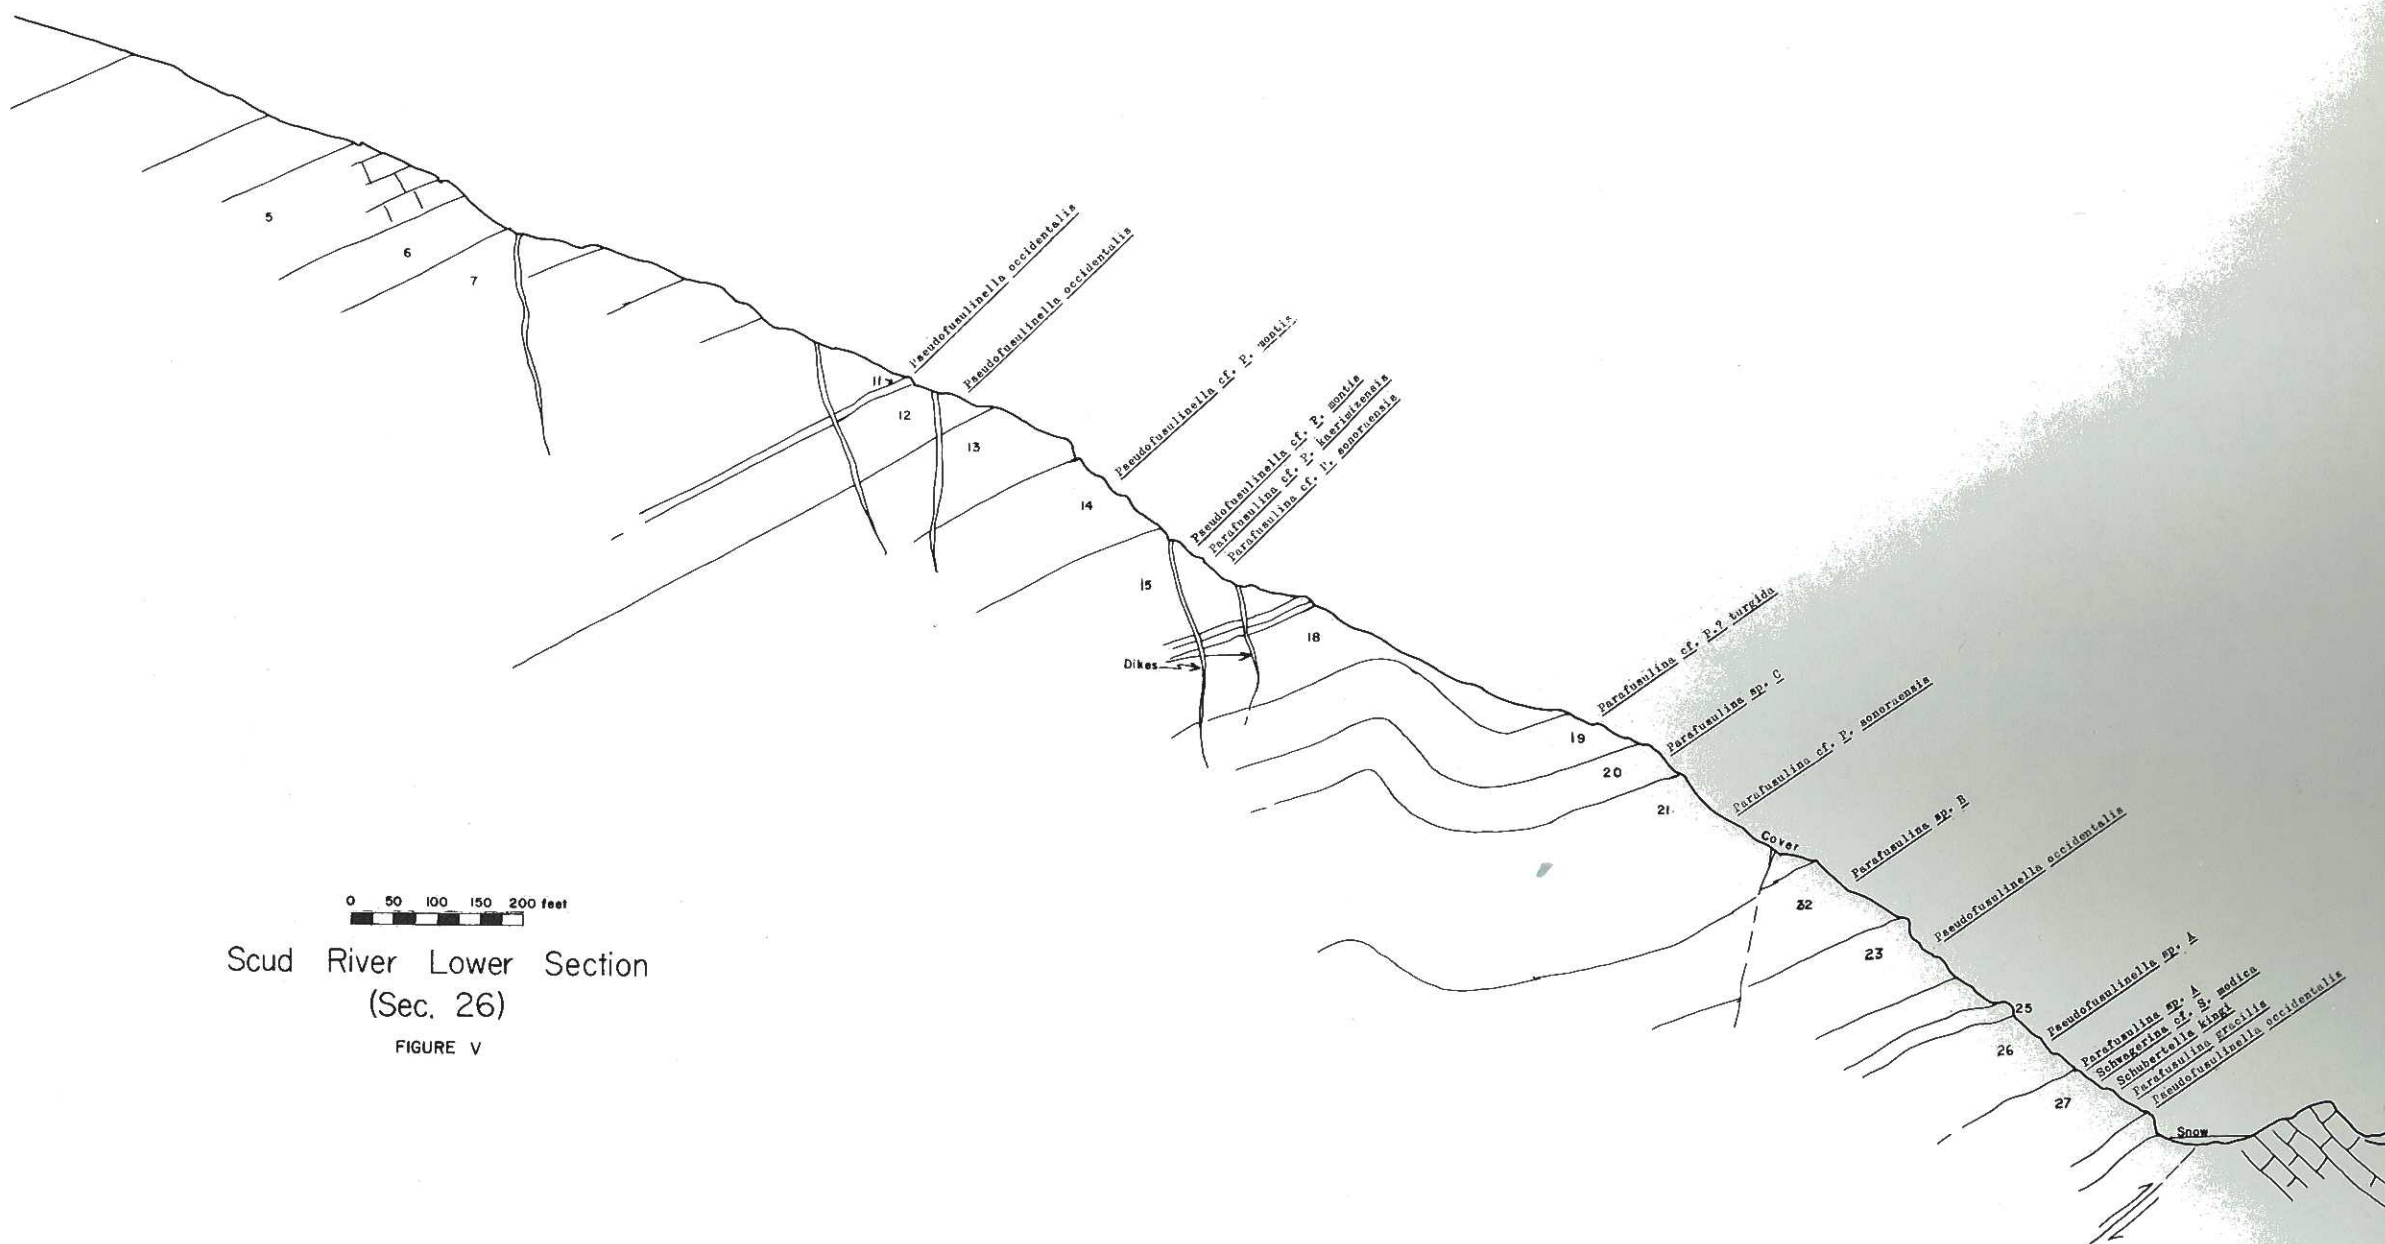 5
6
7
Pseudofusulinella occidentalis
Pseudofusulinella occidentalis
11
12
13
Pseudofusulinella cf. P. montis
14
Pseudofusulinella cf. P. montis
Parafusulina cf. P. kaerimizensis
Parafusulina cf. P. sonoraensis
15
18
Dikes
Parafusulina cf. P.? turgida
19
Parafusulina sp. C
20
Parafusulina cf. P. sonoraensis
21
Cover
Parafusulina sp. B
32
Pseudofusulinella occidentalis
23
25
Pseudofusulinella sp. A
26
Parafusulina sp. A
Schwagerina cf. S. modica
Schubertella kingi
Parafusulina gracilis
Pseudofusulinella occidentalis
27
Snow
0 50 100 150 200 feet
Scud River Lower Section
(Sec. 26)
FIGURE V